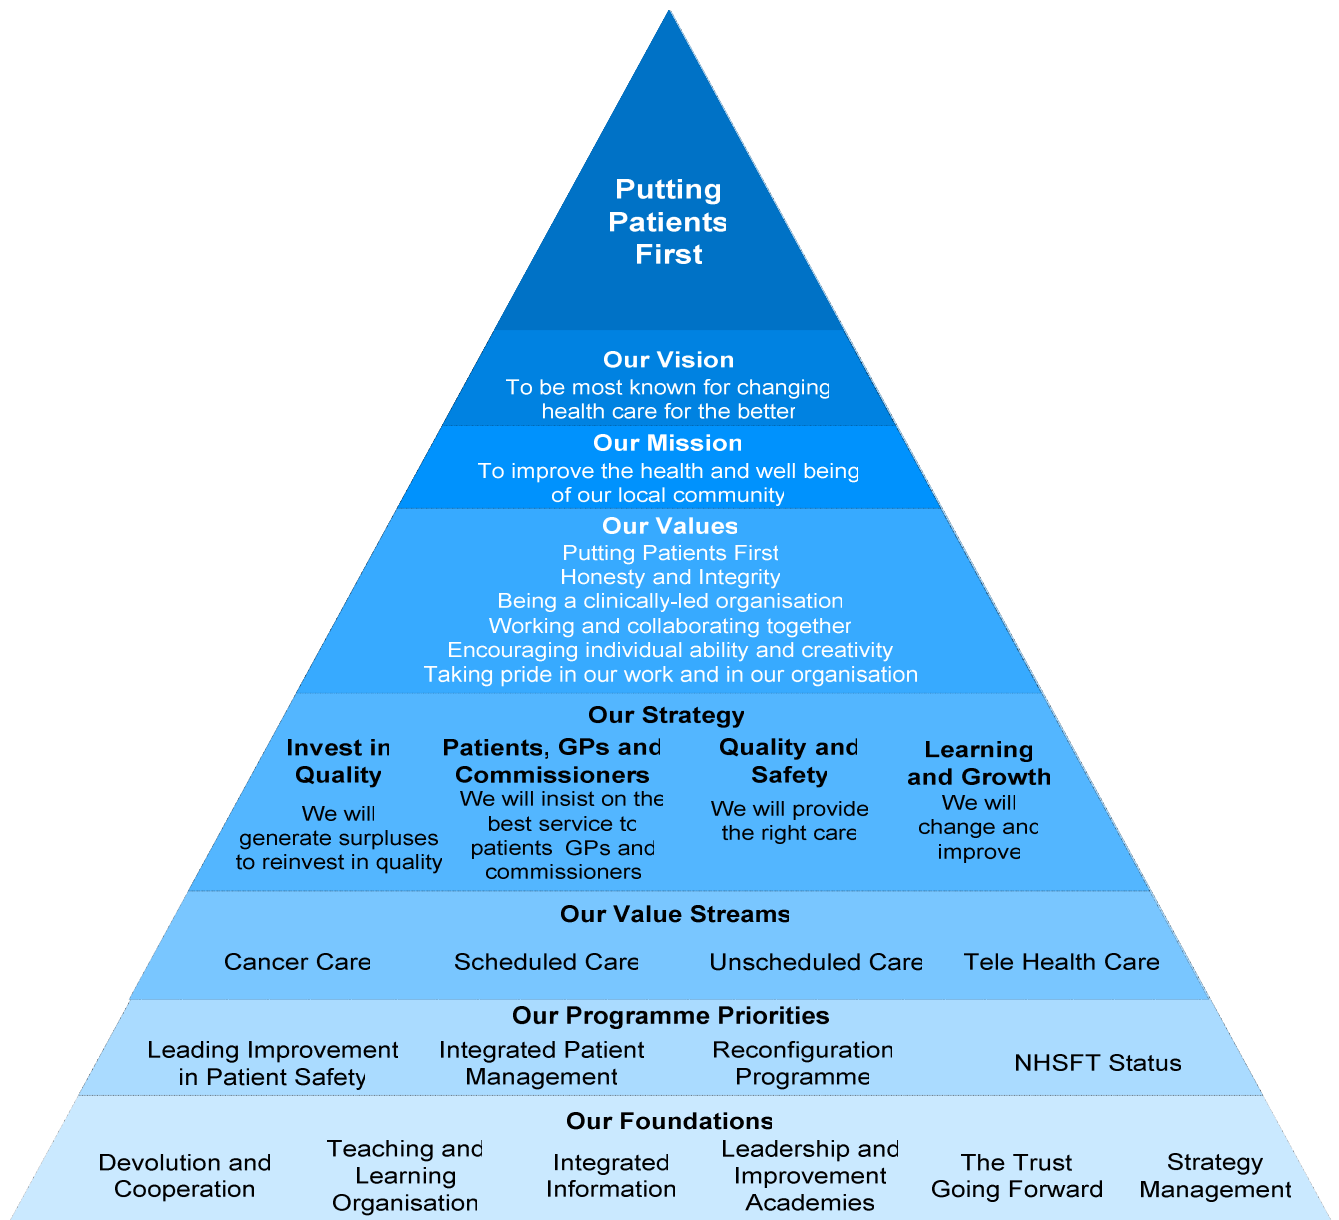 Putting
Patients
First
Our Vision
To be most known for changing
health care for the better
Our Mission
To improve the health and well being
of our local community
Our Values
Putting Patients First
Honesty and Integrity
Being a clinically-led organisation
Working and collaborating together
Encouraging individual ability and creativity
Taking pride in our work and in our organisation
Our Strategy
Invest in
Quality
We will
generate surpluses
to reinvest in quality
Patients, GPs and
Commissioners
We will insist on the
best service to
patients GPs and
commissioners
Quality and
Safety
We will provide
the right care
Learning
and Growth
We will
change and
improve
Our Value Streams
Cancer Care
Scheduled Care
Unscheduled Care
Tele Health Care
Our Programme Priorities
Leading Improvement
in Patient Safety
Integrated Patient
Management
Reconfiguration
Programme
NHSFT Status
Our Foundations
Devolution and
Cooperation
Teaching and
Learning
Organisation
Integrated
Information
Leadership and
Improvement
Academies
The Trust
Going Forward
Strategy
Management